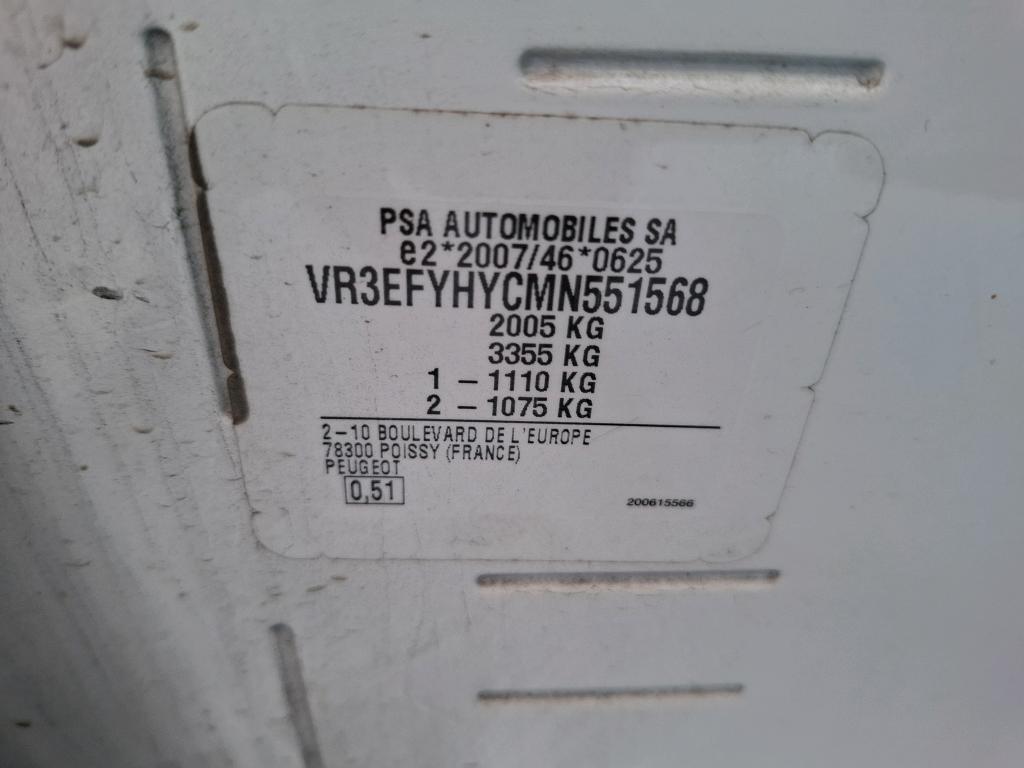 PSA AUTOMOBILES SA
e2*2007/46*0625
VR3EFYHYCMN551568
2005 KG
3355 KG
1 - 1110 KG
2 - 1075 KG
2-10 BOULEVARD DE L'EUROPE
78300 POISSY (FRANCE)
PEUGEOT
0,51
200615566